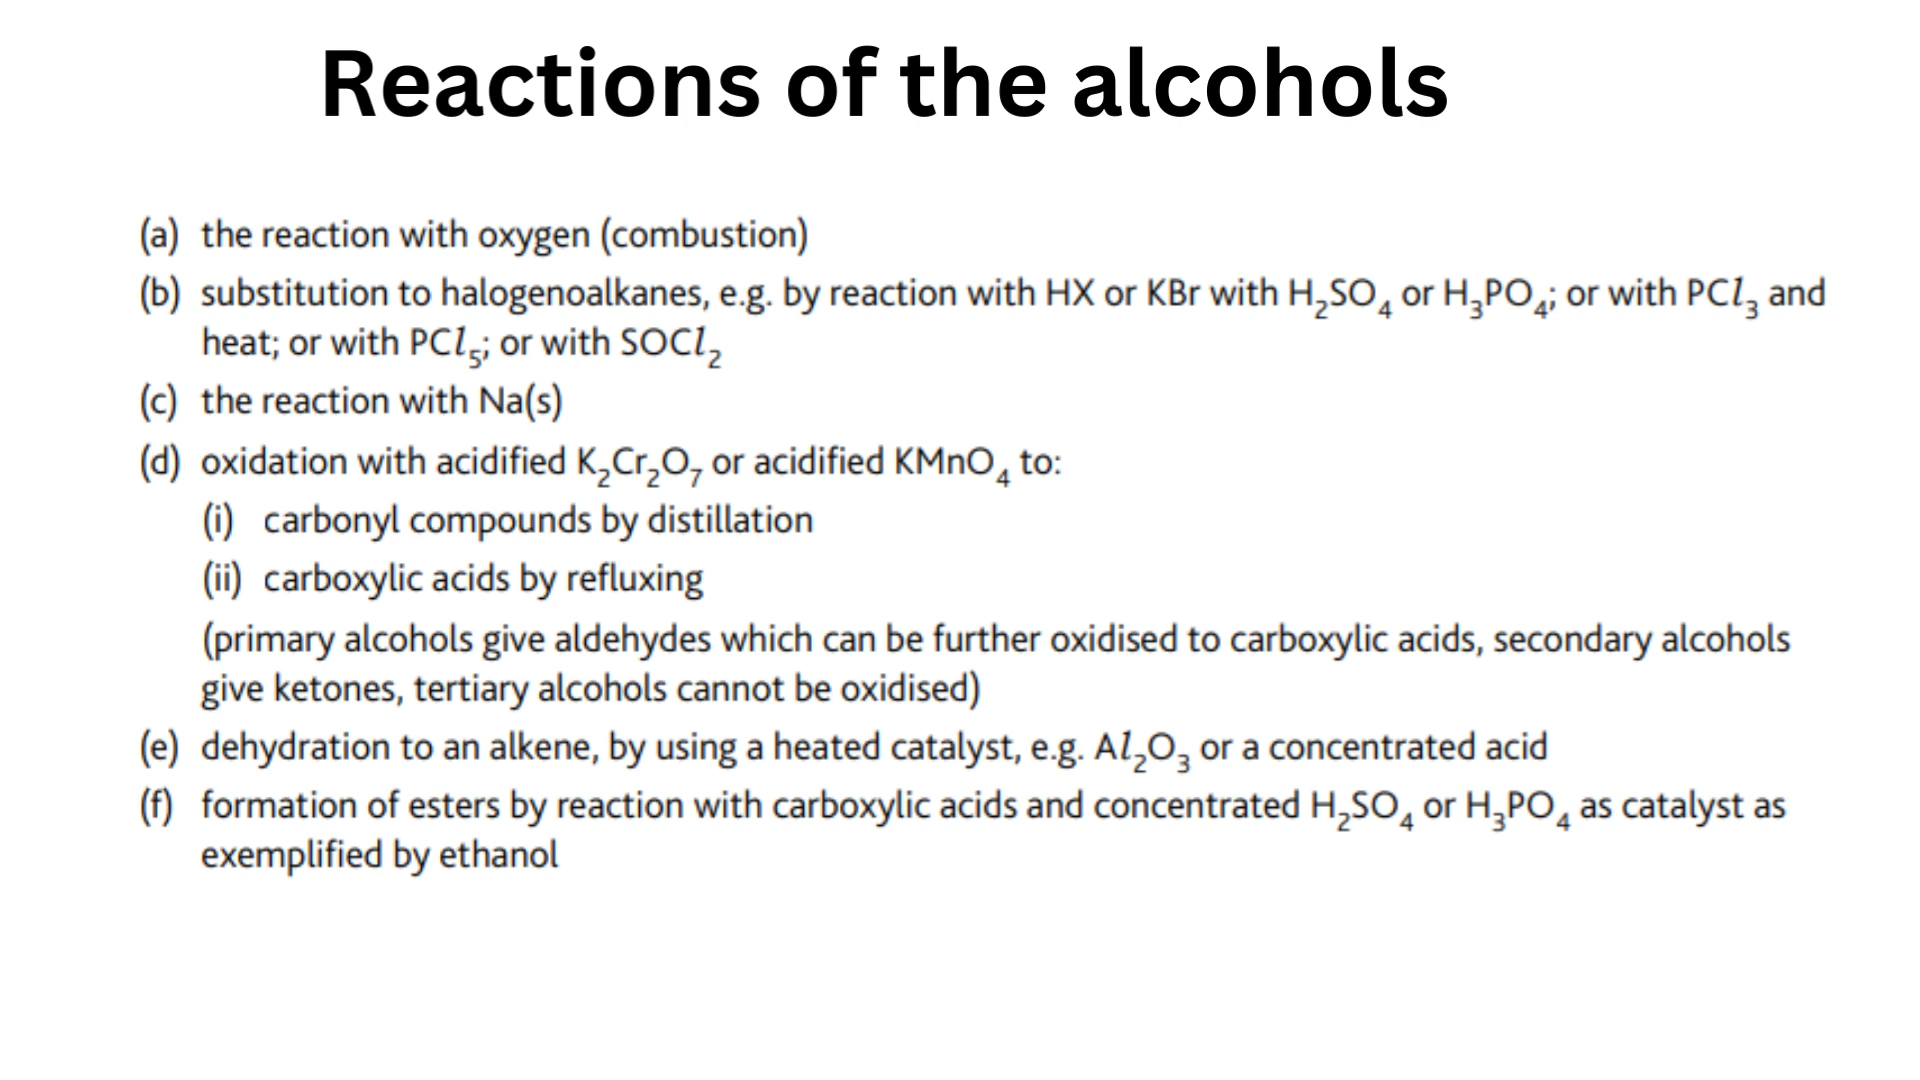 Reactions of the alcohols
(a) the reaction with oxygen (combustion)
(b) substitution to halogenoalkanes, e.g. by reaction with HX or KBr with H₂SO₄ or H₃PO₄; or with PCl₃ and
heat; or with PCl₅; or with SOCl₂
(c) the reaction with Na(s)
(d) oxidation with acidified K₂Cr₂O₇ or acidified KMnO₄ to:
(i) carbonyl compounds by distillation
(ii) carboxylic acids by refluxing
(primary alcohols give aldehydes which can be further oxidised to carboxylic acids, secondary alcohols
give ketones, tertiary alcohols cannot be oxidised)
(e) dehydration to an alkene, by using a heated catalyst, e.g. Al₂O₃ or a concentrated acid
(f) formation of esters by reaction with carboxylic acids and concentrated H₂SO₄ or H₃PO₄ as catalyst as
exemplified by ethanol